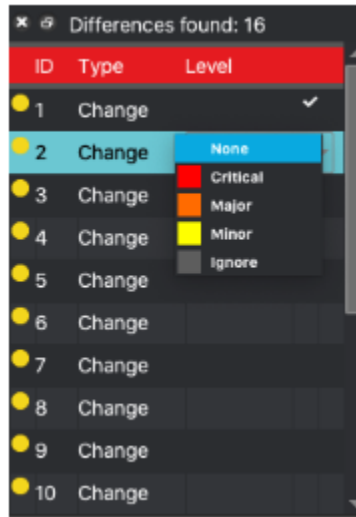 Differences found: 16
ID Type Level
1 Change
2 Change None
Critical
3 Change Major
4 Change Minor
Ignore
5 Change
6 Change
7 Change
8 Change
9 Change
10 Change